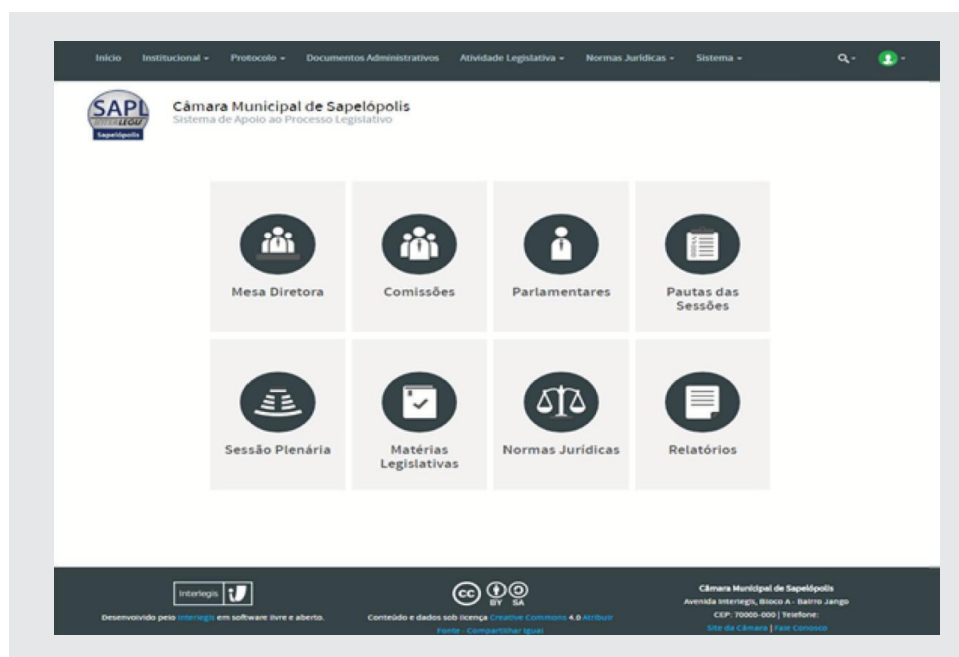 Início Institucional Protocolo Documentos Administrativos Atividade Legislativa Normas Jurídicas Sistema
SAPL
INTERLEGIS
Sapelópolis
Câmara Municipal de Sapelópolis
Sistema de Apoio ao Processo Legislativo
Mesa Diretora
Comissões
Parlamentares
Pautas das
Sessões
Sessão Plenária
Matérias
Legislativas
Normas Jurídicas
Relatórios
Interlegis
Desenvolvido pelo Interlegis em software livre e aberto.
cc BY SA
Conteúdo e dados sob licença Creative Commons 4.0 Atribuir
Fonte - Compartilhar Igual
Câmara Municipal de Sapelópolis
Avenida Interlegis, Bloco A - Bairro Jango
CEP: 70000-000 | Telefone:
Site da Câmara | Fale Conosco